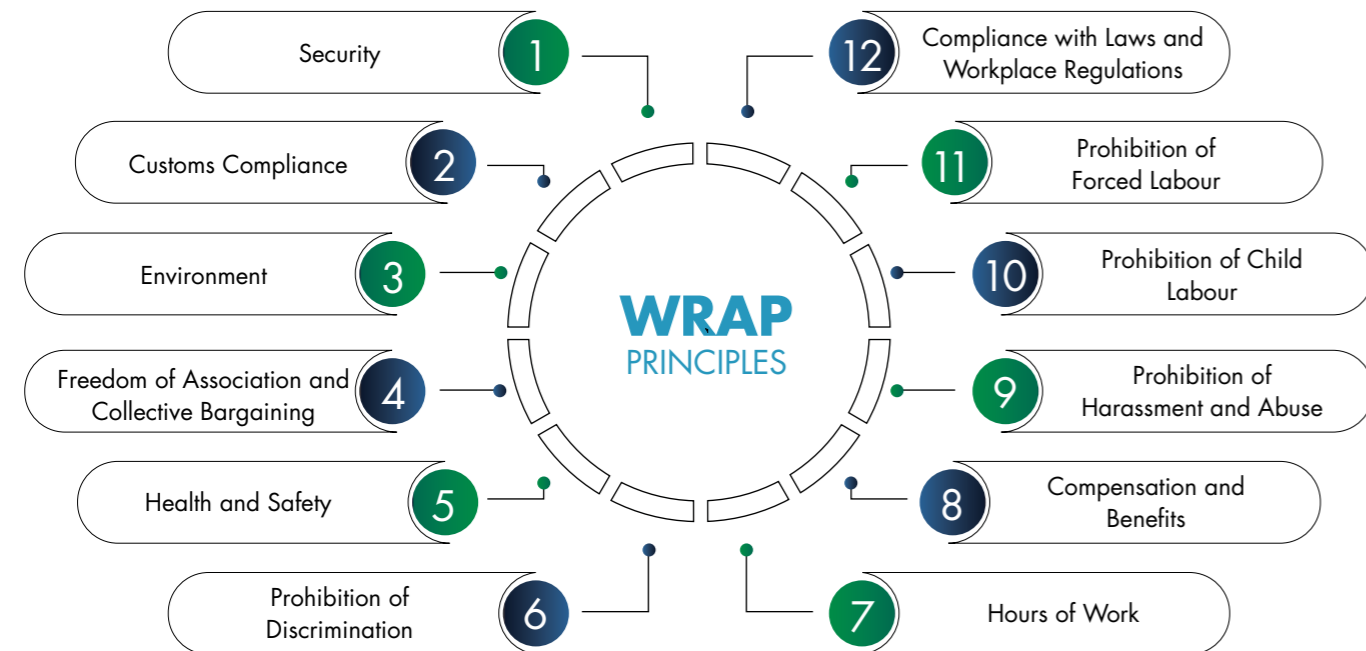 Security
1
Customs Compliance
2
Environment
3
Freedom of Association and
Collective Bargaining
4
Health and Safety
5
Prohibition of
Discrimination
6
WRAP
PRINCIPLES
12
Compliance with Laws and
Workplace Regulations
11
Prohibition of
Forced Labour
10
Prohibition of Child
Labour
9
Prohibition of
Harassment and Abuse
8
Compensation and
Benefits
7
Hours of Work